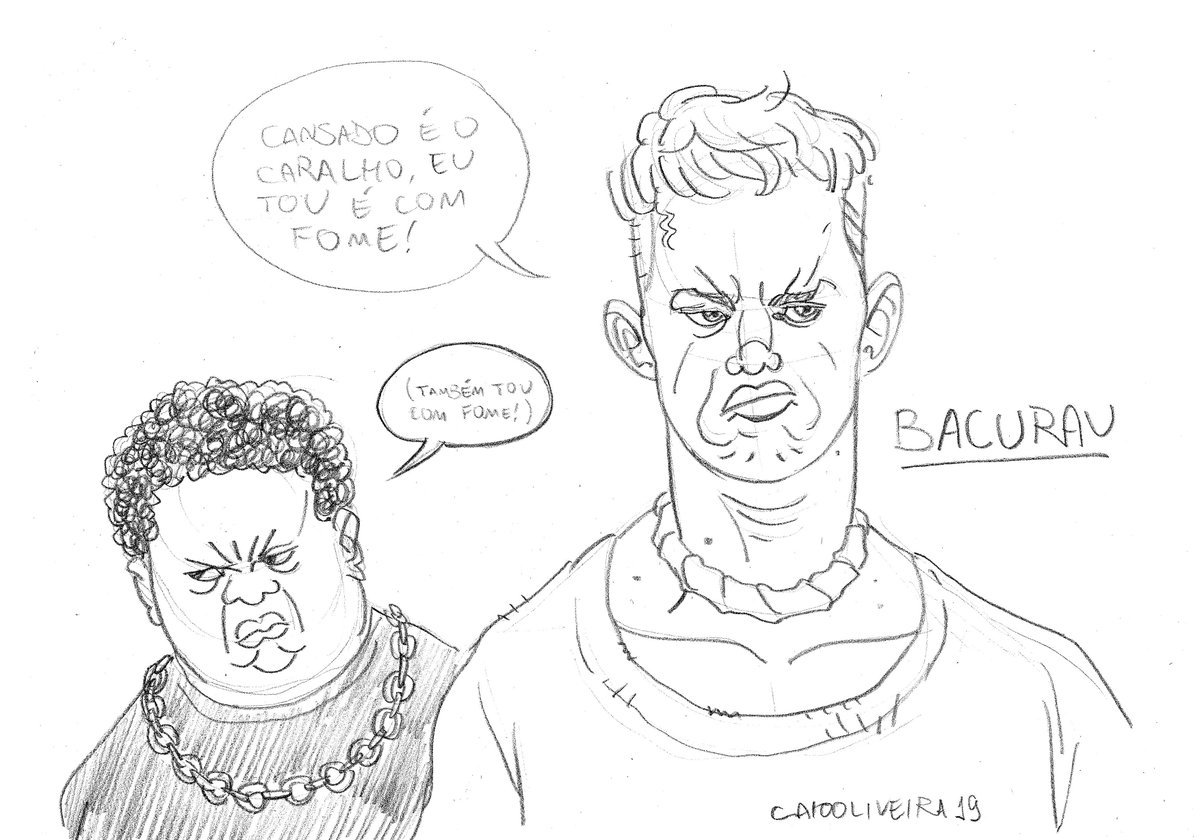 CANSADO É O
CARALHO, EU
TOU É COM
FOME!
(TAMBÉM TOU
COM FOME!)
BACURAU
CAIOOLIVEIRA 19